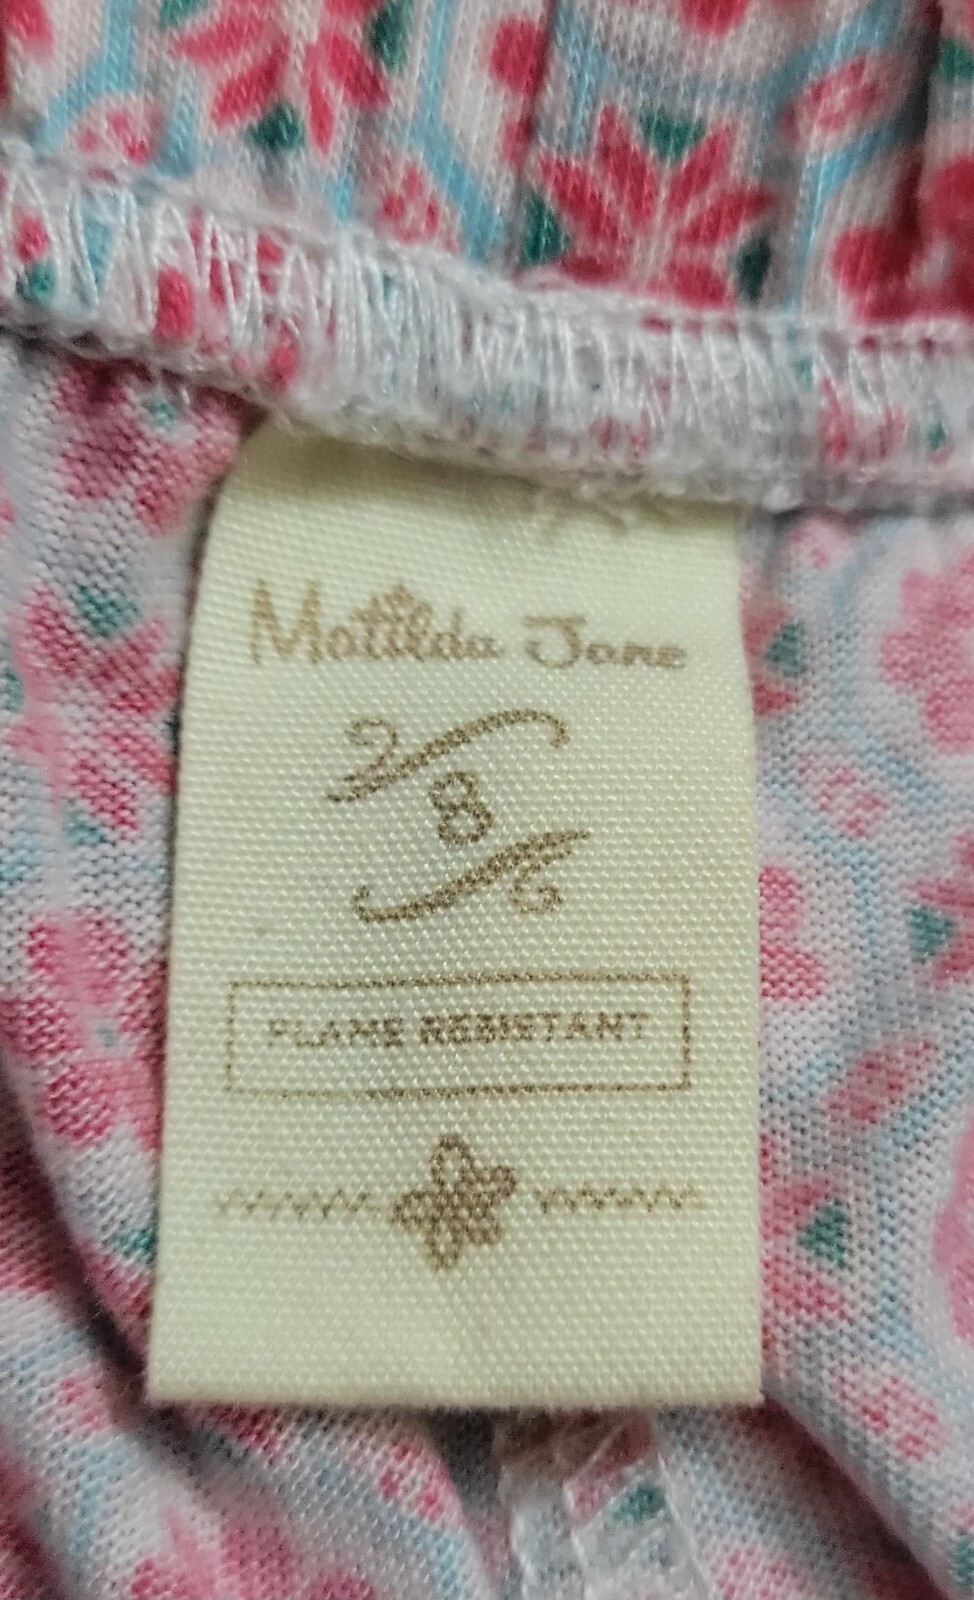 Matilda Jane
8
FLAME RESISTANT